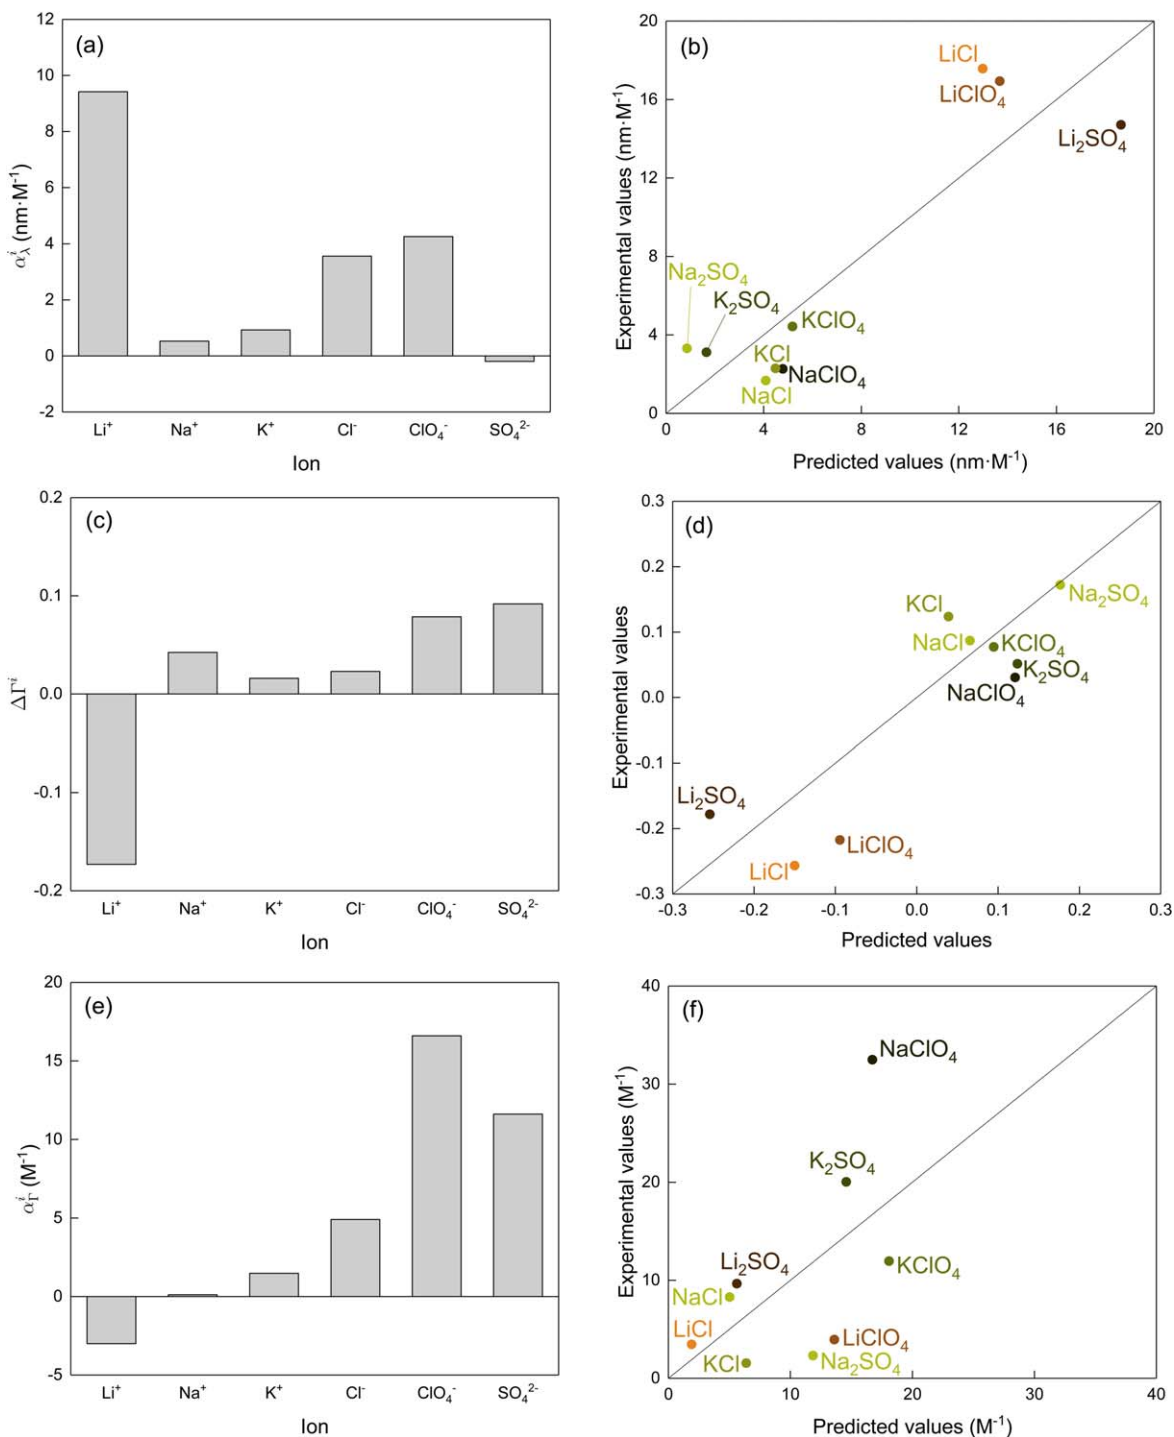 (a)
12
10
8
6
4
2
0
-2
α_λ^i (nm·M⁻¹)
Li⁺ Na⁺ K⁺ Cl⁻ ClO₄⁻ SO₄²⁻
Ion
(b)
20
16
12
8
4
0
Experimental values (nm·M⁻¹)
LiCl
LiClO₄
Li₂SO₄
Na₂SO₄
K₂SO₄
KClO₄
KCl
NaClO₄
NaCl
0 4 8 12 16 20
Predicted values (nm·M⁻¹)
(c)
0.2
0.1
0.0
-0.1
-0.2
ΔΓ^i
Li⁺ Na⁺ K⁺ Cl⁻ ClO₄⁻ SO₄²⁻
Ion
(d)
0.3
0.2
0.1
0.0
-0.1
-0.2
-0.3
Experimental values
Na₂SO₄
KCl
NaCl
KClO₄
K₂SO₄
NaClO₄
Li₂SO₄
LiClO₄
LiCl
-0.3 -0.2 -0.1 0.0 0.1 0.2 0.3
Predicted values
(e)
20
15
10
5
0
-5
α_Γ^i (M⁻¹)
Li⁺ Na⁺ K⁺ Cl⁻ ClO₄⁻ SO₄²⁻
Ion
(f)
40
30
20
10
0
Experimental values (M⁻¹)
NaClO₄
K₂SO₄
Li₂SO₄
KClO₄
NaCl
LiCl
LiClO₄
KCl
Na₂SO₄
0 10 20 30 40
Predicted values (M⁻¹)